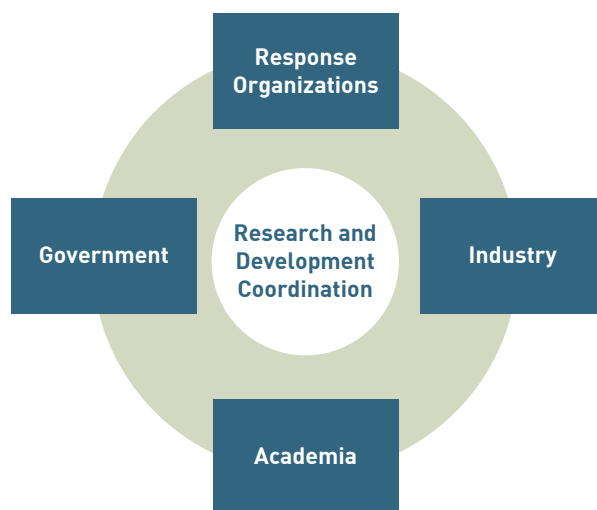 Response
Organizations
Government
Research and
Development
Coordination
Industry
Academia